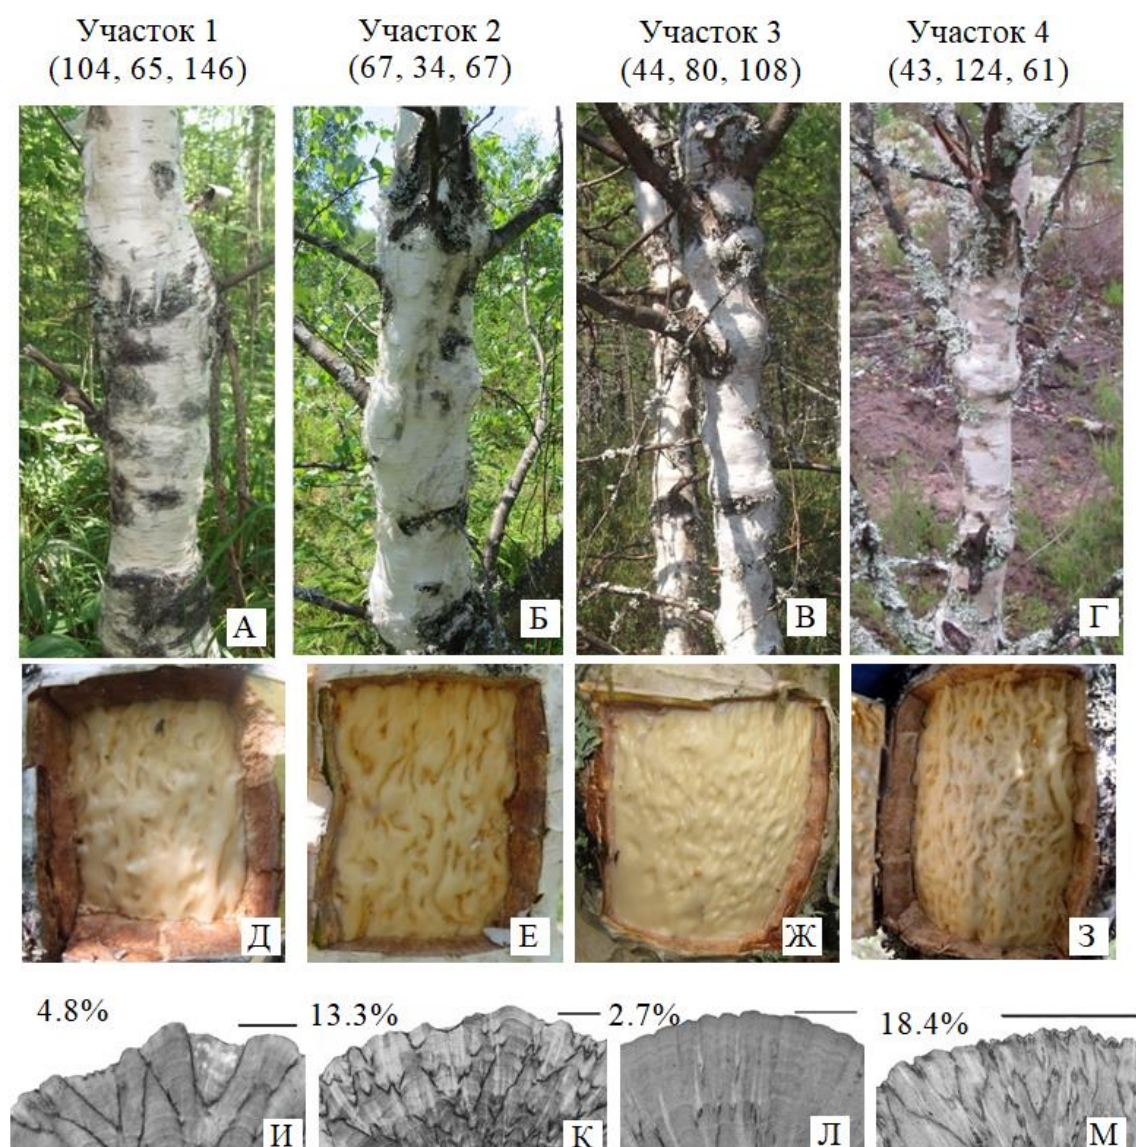 Участок 1
(104, 65, 146)
Участок 2
(67, 34, 67)
Участок 3
(44, 80, 108)
Участок 4
(43, 124, 61)
А
Б
В
Г
Д
Е
Ж
З
4.8%
13.3%
2.7%
18.4%
И
К
Л
М